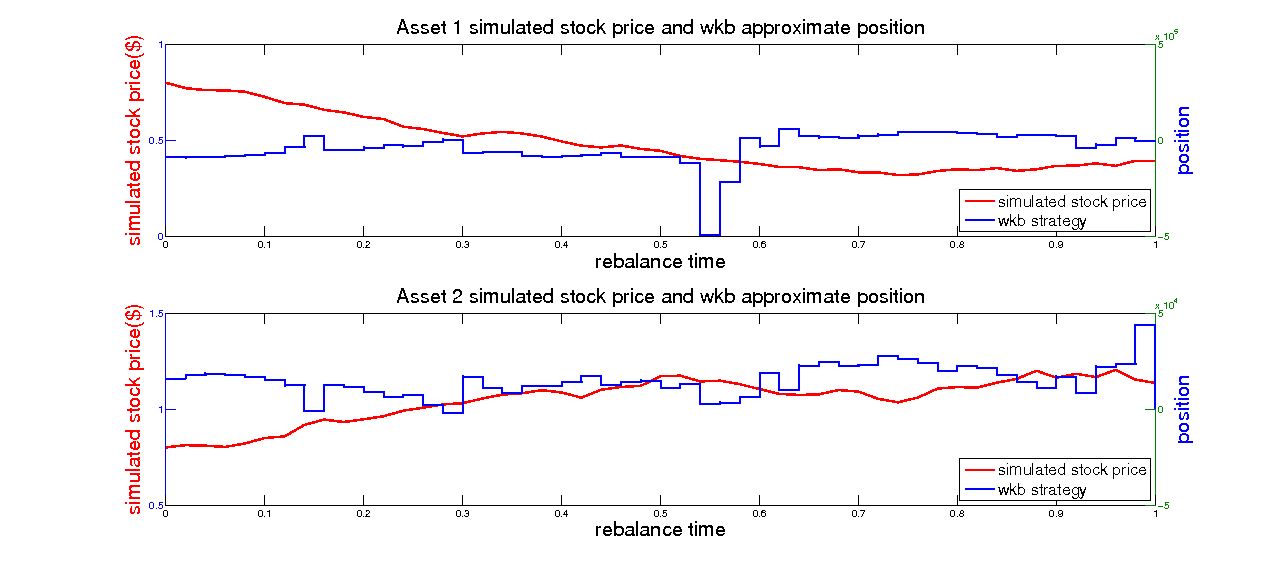 Asset 1 simulated stock price and wkb approximate position
simulated stock price($)
1
0.5
0
x 10^5
5
0
-5
position
simulated stock price
wkb strategy
0 0.1 0.2 0.3 0.4 0.5 0.6 0.7 0.8 0.9 1
rebalance time
Asset 2 simulated stock price and wkb approximate position
simulated stock price($)
1.5
1
0.5
x 10^4
5
0
-5
position
simulated stock price
wkb strategy
0 0.1 0.2 0.3 0.4 0.5 0.6 0.7 0.8 0.9 1
rebalance time